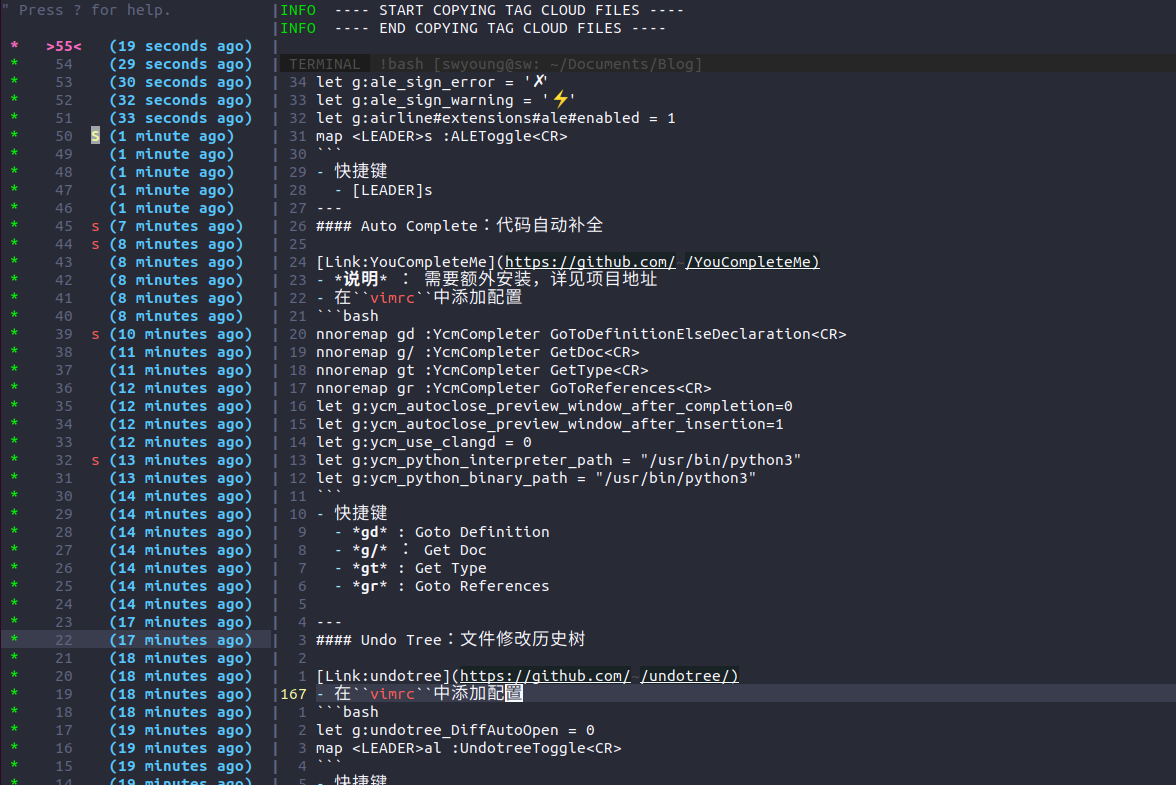 " Press ? for help.
* >55< (19 seconds ago)
* 54 (29 seconds ago)
* 53 (30 seconds ago)
* 52 (32 seconds ago)
* 51 (33 seconds ago)
* 50 S (1 minute ago)
* 49 (1 minute ago)
* 48 (1 minute ago)
* 47 (1 minute ago)
* 46 (1 minute ago)
* 45 s (7 minutes ago)
* 44 s (8 minutes ago)
* 43 (8 minutes ago)
* 42 (8 minutes ago)
* 41 (8 minutes ago)
* 40 (8 minutes ago)
* 39 s (10 minutes ago)
* 38 (11 minutes ago)
* 37 (11 minutes ago)
* 36 (12 minutes ago)
* 35 (12 minutes ago)
* 34 (12 minutes ago)
* 33 (12 minutes ago)
* 32 s (13 minutes ago)
* 31 (13 minutes ago)
* 30 (14 minutes ago)
* 29 (14 minutes ago)
* 28 (14 minutes ago)
* 27 (14 minutes ago)
* 26 (14 minutes ago)
* 25 (14 minutes ago)
* 24 (14 minutes ago)
* 23 (17 minutes ago)
* 22 (17 minutes ago)
* 21 (18 minutes ago)
* 20 (18 minutes ago)
* 19 (18 minutes ago)
* 18 (18 minutes ago)
* 17 (19 minutes ago)
* 16 (19 minutes ago)
* 15 (19 minutes ago)
* 14 (19 minutes ago)
INFO ---- START COPYING TAG CLOUD FILES ----
INFO ---- END COPYING TAG CLOUD FILES ----
TERMINAL !bash [swyoung@sw: ~/Documents/Blog]
34 let g:ale_sign_error = '✗'
33 let g:ale_sign_warning = '⚡'
32 let g:airline#extensions#ale#enabled = 1
31 map <LEADER>s :ALEToggle<CR>
30 ```
29 - 快捷键
28 - [LEADER]s
27 ---
26 #### Auto Complete：代码自动补全
25
24 [Link:YouCompleteMe](https://github.com/~/YouCompleteMe)
23 - *说明* ： 需要额外安装，详见项目地址
22 - 在``vimrc``中添加配置
21 ```bash
20 nnoremap gd :YcmCompleter GoToDefinitionElseDeclaration<CR>
19 nnoremap g/ :YcmCompleter GetDoc<CR>
18 nnoremap gt :YcmCompleter GetType<CR>
17 nnoremap gr :YcmCompleter GoToReferences<CR>
16 let g:ycm_autoclose_preview_window_after_completion=0
15 let g:ycm_autoclose_preview_window_after_insertion=1
14 let g:ycm_use_clangd = 0
13 let g:ycm_python_interpreter_path = "/usr/bin/python3"
12 let g:ycm_python_binary_path = "/usr/bin/python3"
11 ```
10 - 快捷键
9 - *gd* : Goto Definition
8 - *g/* ： Get Doc
7 - *gt* : Get Type
6 - *gr* : Goto References
5
4 ---
3 #### Undo Tree：文件修改历史树
2
1 [Link:undotree](https://github.com/~/undotree/)
167 - 在``vimrc``中添加配置
1 ```bash
2 let g:undotree_DiffAutoOpen = 0
3 map <LEADER>al :UndotreeToggle<CR>
4 ```
5 - 快捷键